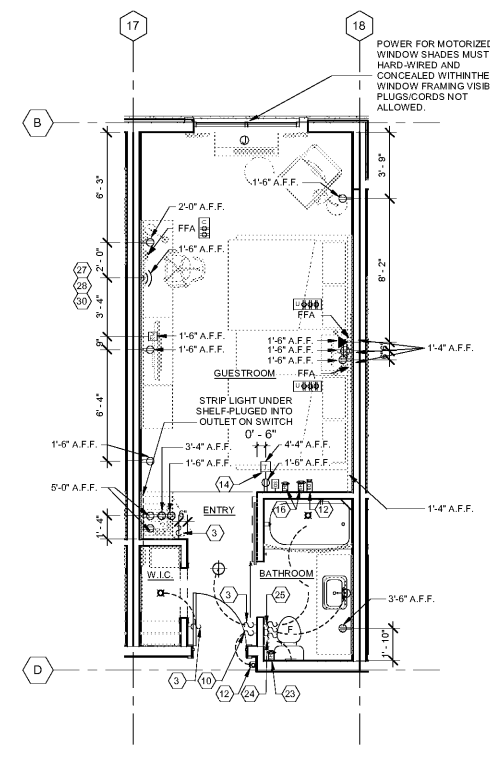 17
18
POWER FOR MOTORIZED
WINDOW SHADES MUST
HARD-WIRED AND
CONCEALED WITHINTHE
WINDOW FRAMING VISIB
PLUGS/CORDS NOT
ALLOWED.
B
6' - 3"
3' - 9"
1'-6" A.F.F.
2'-0" A.F.F.
FFA
1'-6" A.F.F.
27
28
30
2' - 0"
8' - 2"
3' - 4"
FFA
1'-6" A.F.F.
1'-6" A.F.F.
1'-6" A.F.F.
1'-6" A.F.F.
1'-6" A.F.F.
1'-4" A.F.F.
9"
FFA
GUESTROOM
STRIP LIGHT UNDER
SHELF-PLUGED INTO
OUTLET ON SWITCH
6' - 4"
0' - 6"
1'-6" A.F.F.
3'-4" A.F.F.
4'-4" A.F.F.
1'-6" A.F.F.
1'-6" A.F.F.
14
5'-0" A.F.F.
16
12
1'-4" A.F.F.
ENTRY
1' - 4"
3
W.I.C.
BATHROOM
3
25
3'-6" A.F.F.
F
1' - 10"
D
3
10
12
24
23